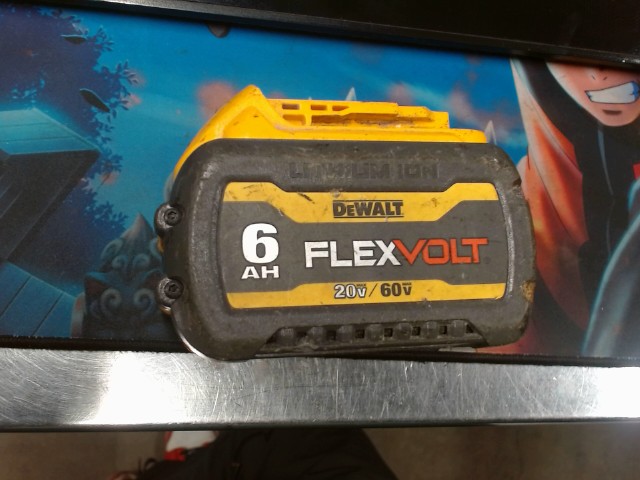 LITHIUM ION
DEWALT
6
AH
FLEXVOLT
20V/60V